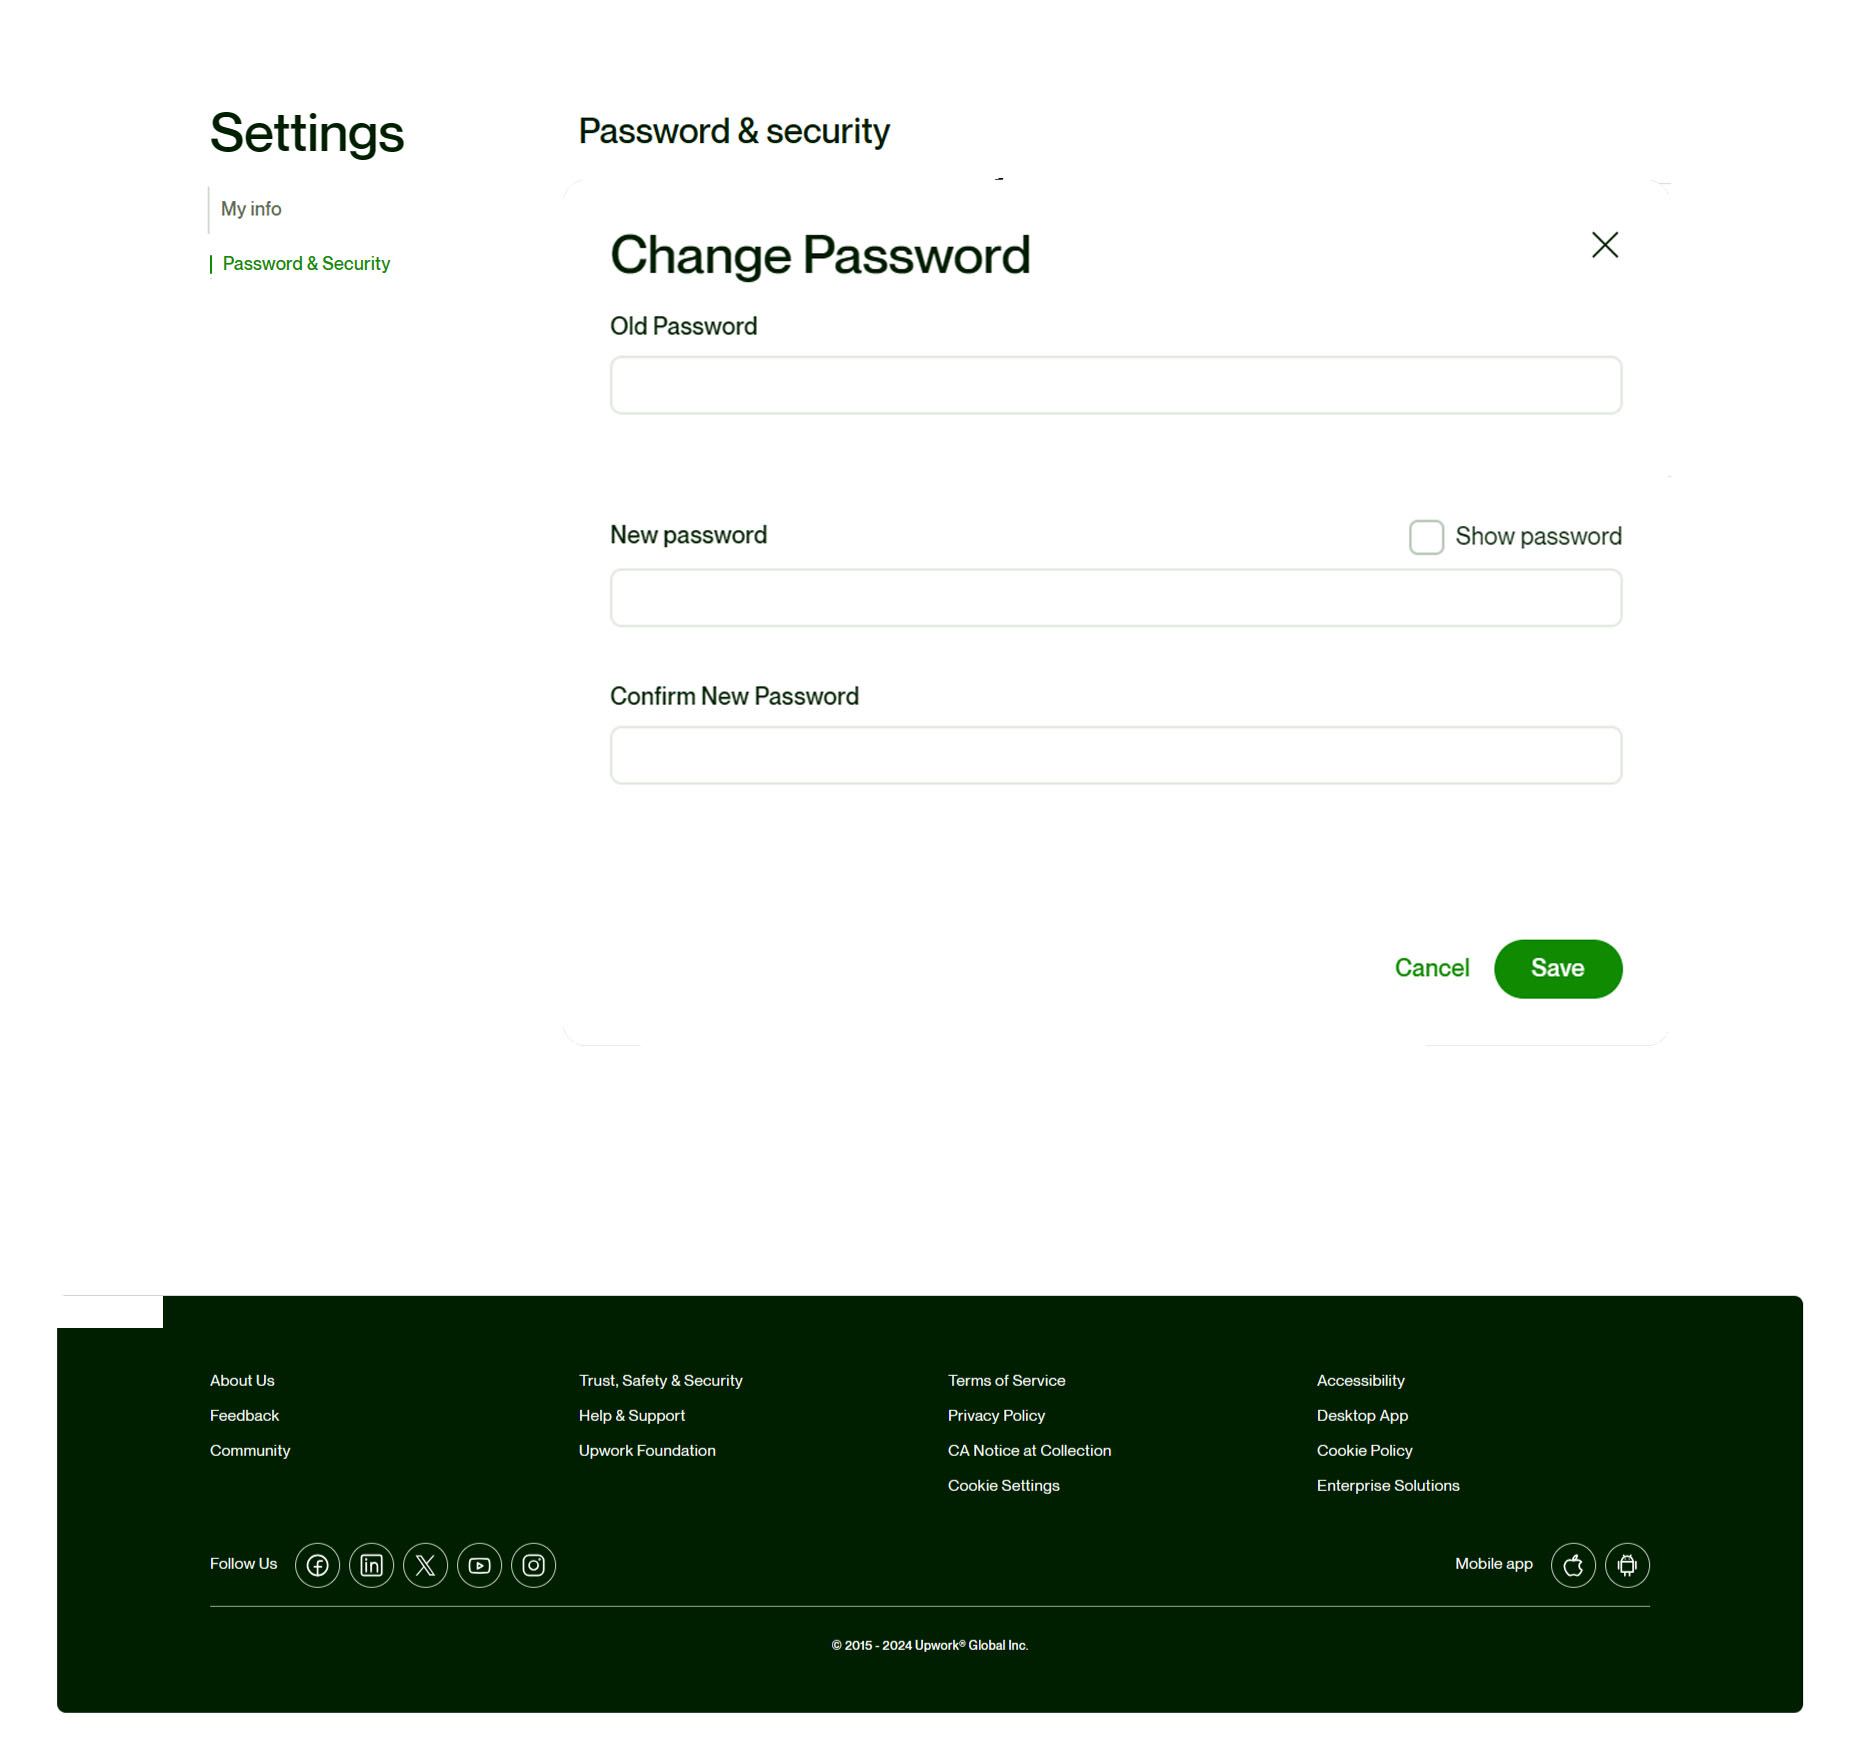 Settings
My info
Password & Security
Password & security
Change Password
Old Password
New password
Show password
Confirm New Password
Cancel
Save
About Us
Feedback
Community
Trust, Safety & Security
Help & Support
Upwork Foundation
Terms of Service
Privacy Policy
CA Notice at Collection
Cookie Settings
Accessibility
Desktop App
Cookie Policy
Enterprise Solutions
Follow Us
Mobile app
© 2015 - 2024 Upwork® Global Inc.